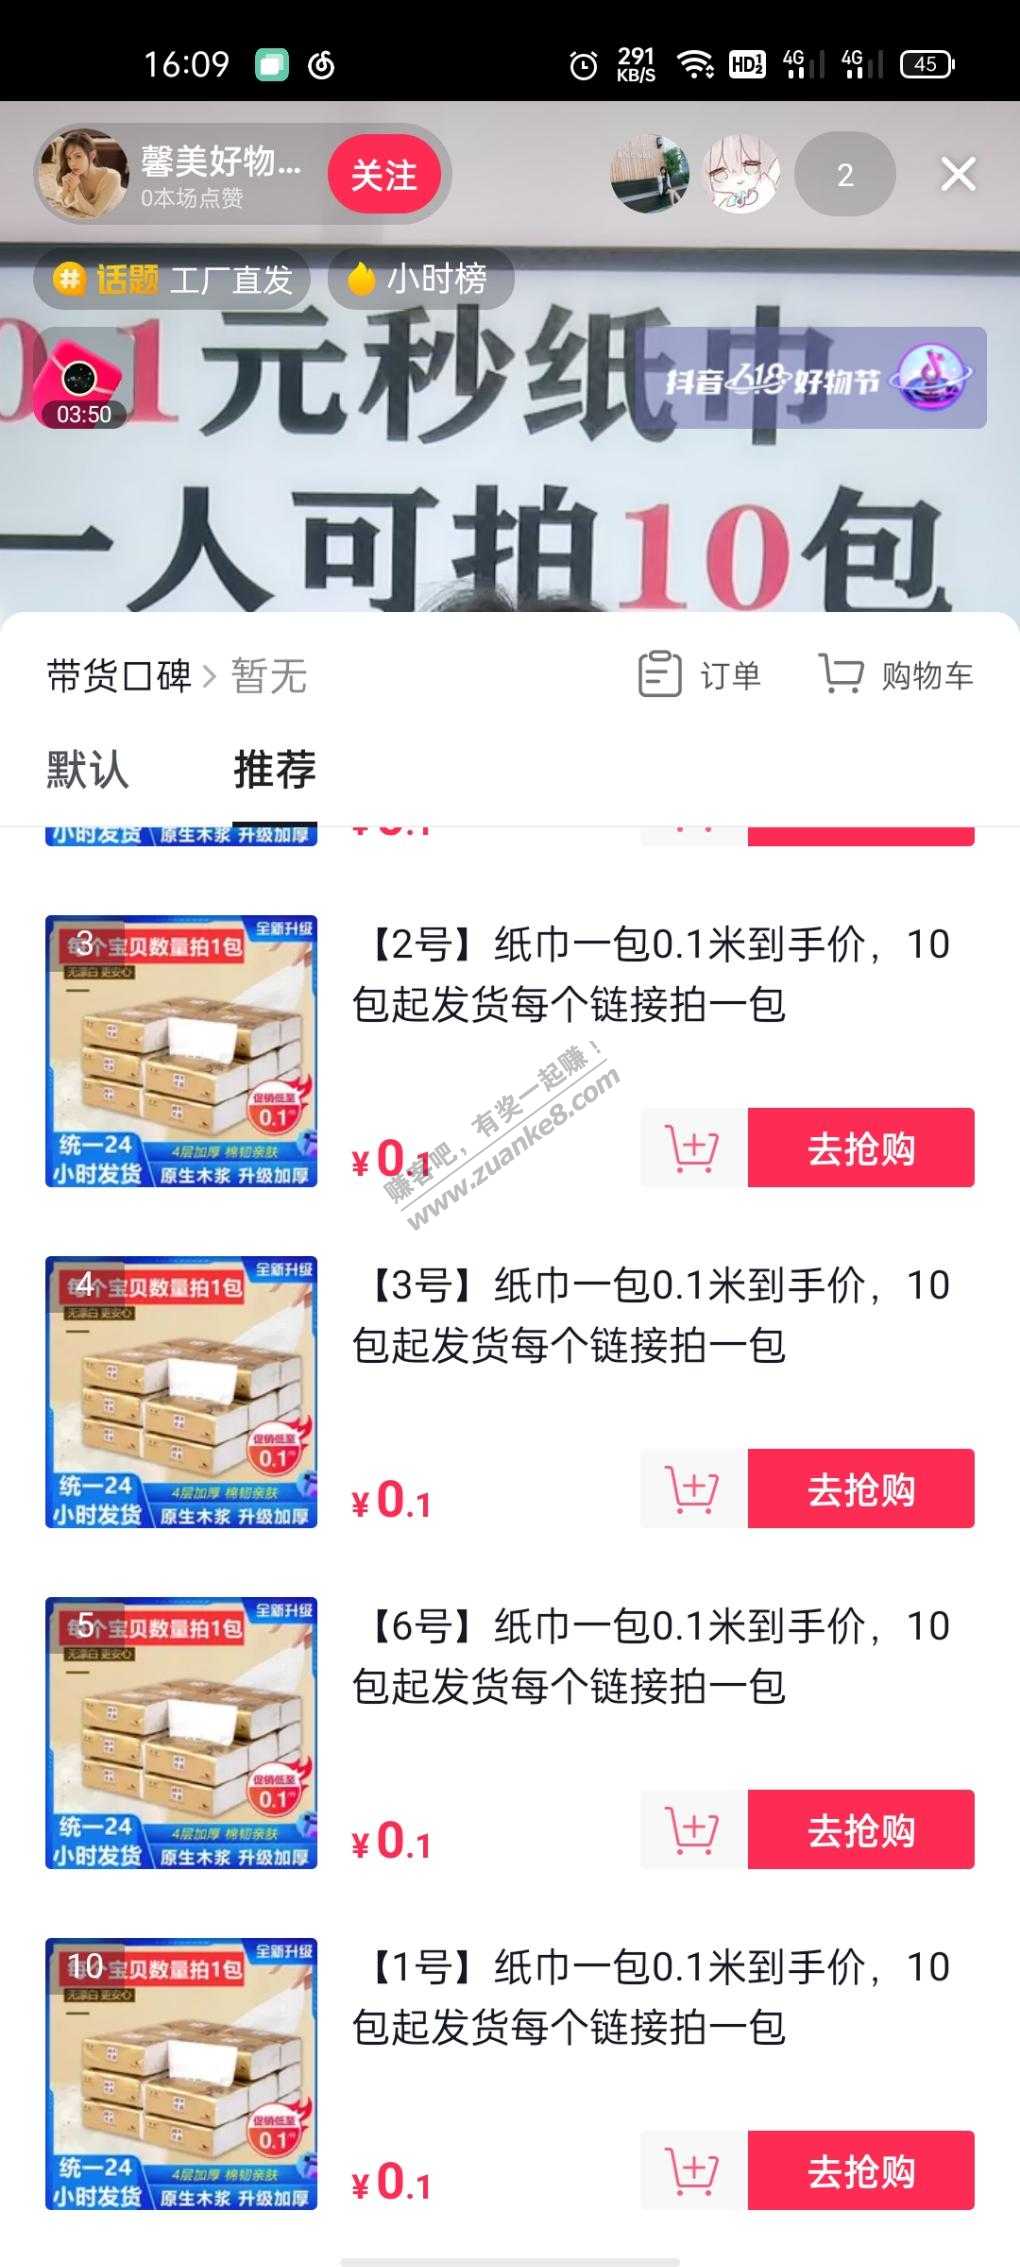 16:09
291
KB/S
HD
4G
4G
45
馨美好物...
0本场点赞
关注
2
话题 工厂直发
小时榜
0.1元秒纸巾
抖音618好物节
03:50
一人可拍10包
带货口碑 > 暂无
订单
购物车
默认
推荐
小时发货 原生木浆 升级加厚
3
全新升级
每个宝贝数量拍1包
无漂白 更安心
促销低至
0.1
统一24
小时发货
4层加厚 棉韧亲肤
原生木浆 升级加厚
【2号】纸巾一包0.1米到手价，10
包起发货每个链接拍一包
¥0.1
去抢购
赚客吧，有奖一起赚！
www.zuanke8.com
4
全新升级
每个宝贝数量拍1包
无漂白 更安心
促销低至
0.1
统一24
小时发货
4层加厚 棉韧亲肤
原生木浆 升级加厚
【3号】纸巾一包0.1米到手价，10
包起发货每个链接拍一包
¥0.1
去抢购
5
全新升级
每个宝贝数量拍1包
无漂白 更安心
促销低至
0.1
统一24
小时发货
4层加厚 棉韧亲肤
原生木浆 升级加厚
【6号】纸巾一包0.1米到手价，10
包起发货每个链接拍一包
¥0.1
去抢购
10
全新升级
每个宝贝数量拍1包
无漂白 更安心
促销低至
0.1
统一24
小时发货
4层加厚 棉韧亲肤
原生木浆 升级加厚
【1号】纸巾一包0.1米到手价，10
包起发货每个链接拍一包
¥0.1
去抢购